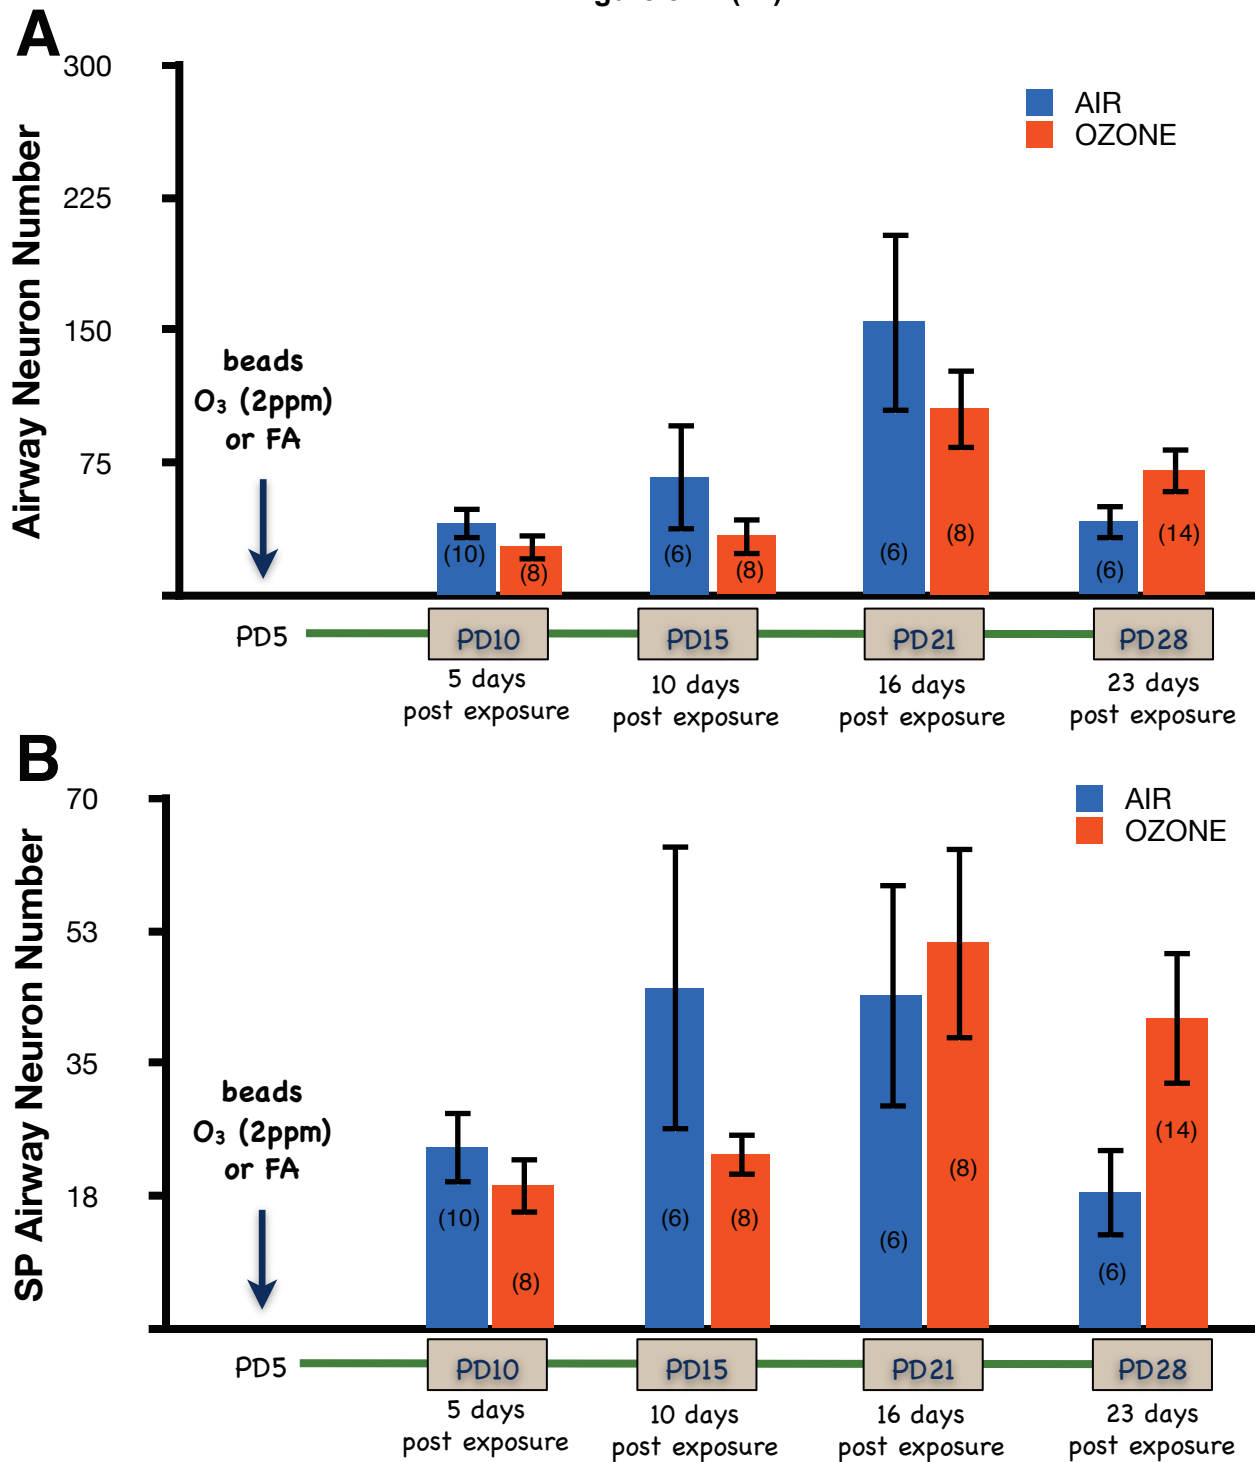 A
300
AIR
OZONE
225
150
75
Airway Neuron Number
beads
O₃ (2ppm)
or FA
(10)
(8)
(6)
(8)
(6)
(8)
(6)
(14)
PD5
PD10
PD15
PD21
PD28
5 days
post exposure
10 days
post exposure
16 days
post exposure
23 days
post exposure
B
70
AIR
OZONE
53
35
18
SP Airway Neuron Number
beads
O₃ (2ppm)
or FA
(10)
(8)
(6)
(8)
(6)
(8)
(6)
(14)
PD5
PD10
PD15
PD21
PD28
5 days
post exposure
10 days
post exposure
16 days
post exposure
23 days
post exposure